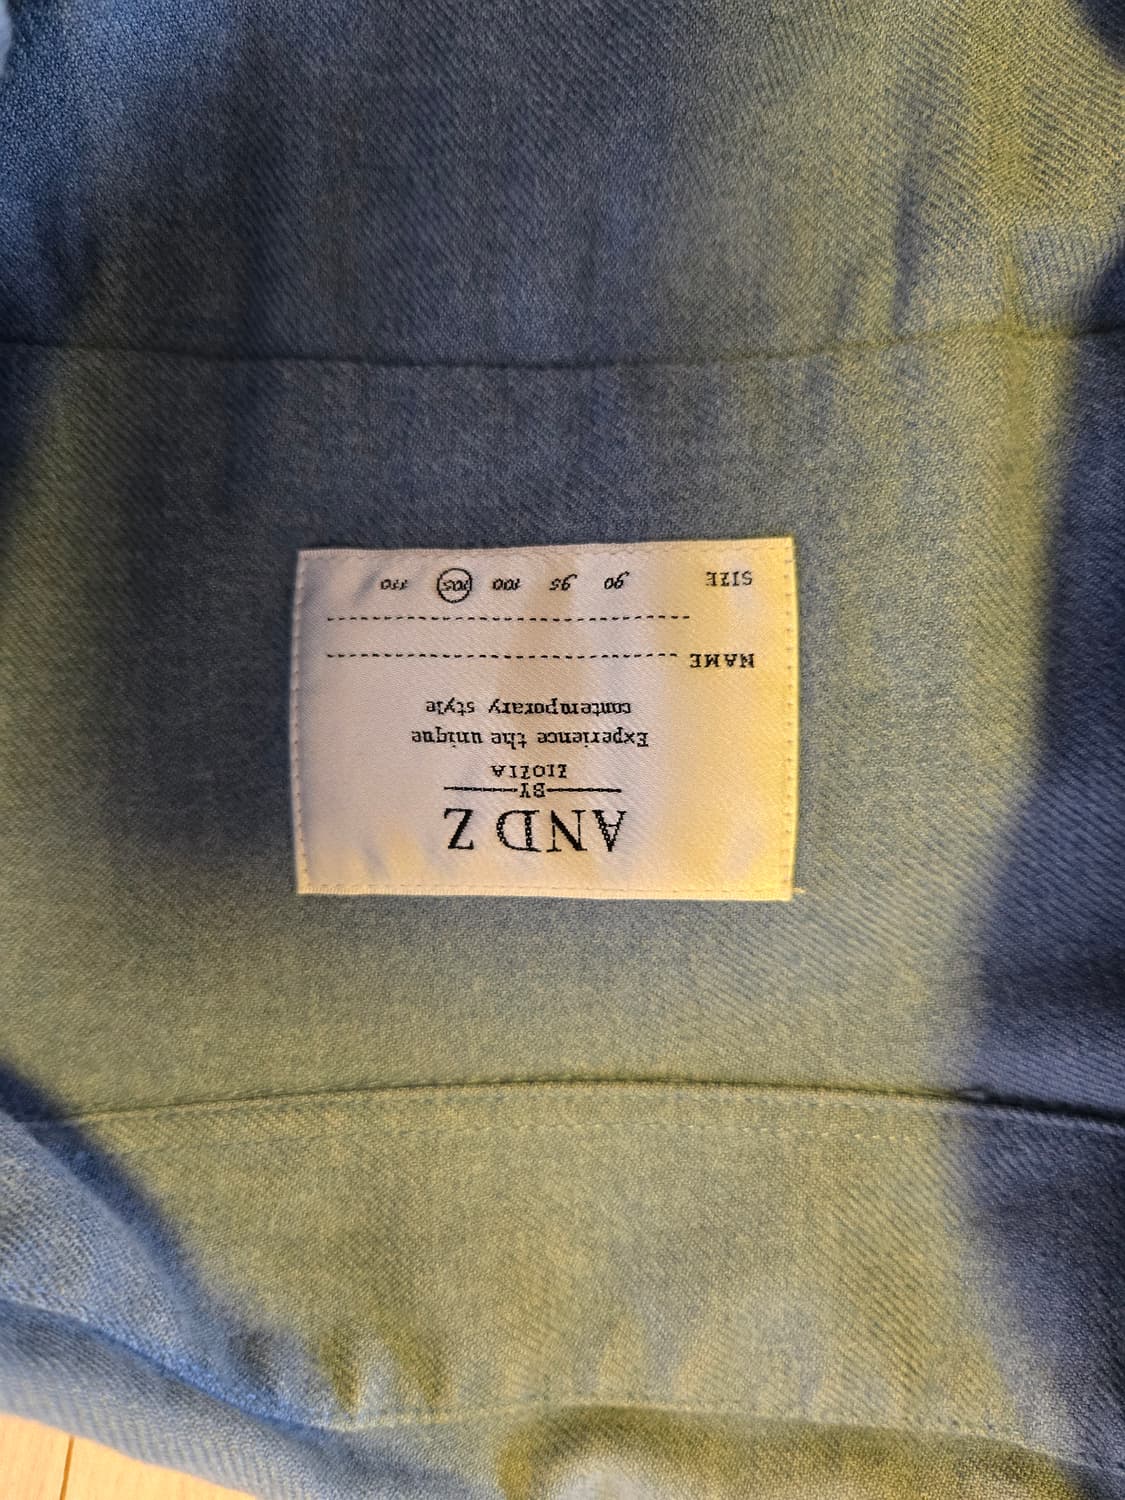 AND Z
BY
ZIOZIA
Experience the unique
contemporary style
NAME
SIZE 90 95 100 105 110